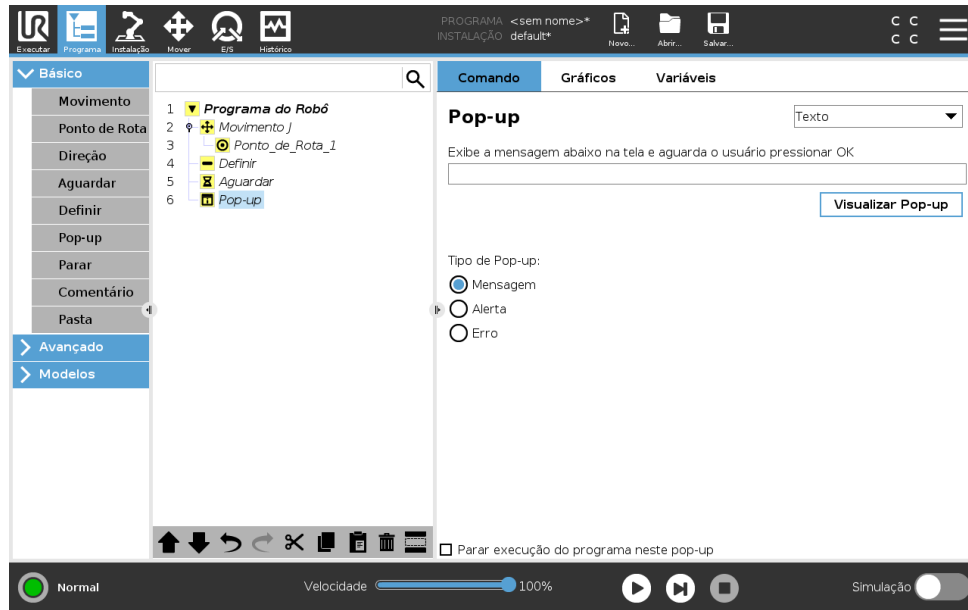 PROGRAMA <sem nome>*
INSTALAÇÃO default*
C C
C C
Executar Programa Instalação Mover E/S Histórico Novo... Abrir... Salvar...
Básico
Movimento
Ponto de Rota
Direção
Aguardar
Definir
Pop-up
Parar
Comentário
Pasta
Avançado
Modelos
1 Programa do Robô
2 Movimento J
3 Ponto_de_Rota_1
4 Definir
5 Aguardar
6 Pop-up
Comando Gráficos Variáveis
Pop-up
Texto
Exibe a mensagem abaixo na tela e aguarda o usuário pressionar OK
Visualizar Pop-up
Tipo de Pop-up:
Mensagem
Alerta
Erro
Parar execução do programa neste pop-up
Normal
Velocidade 100%
Simulação